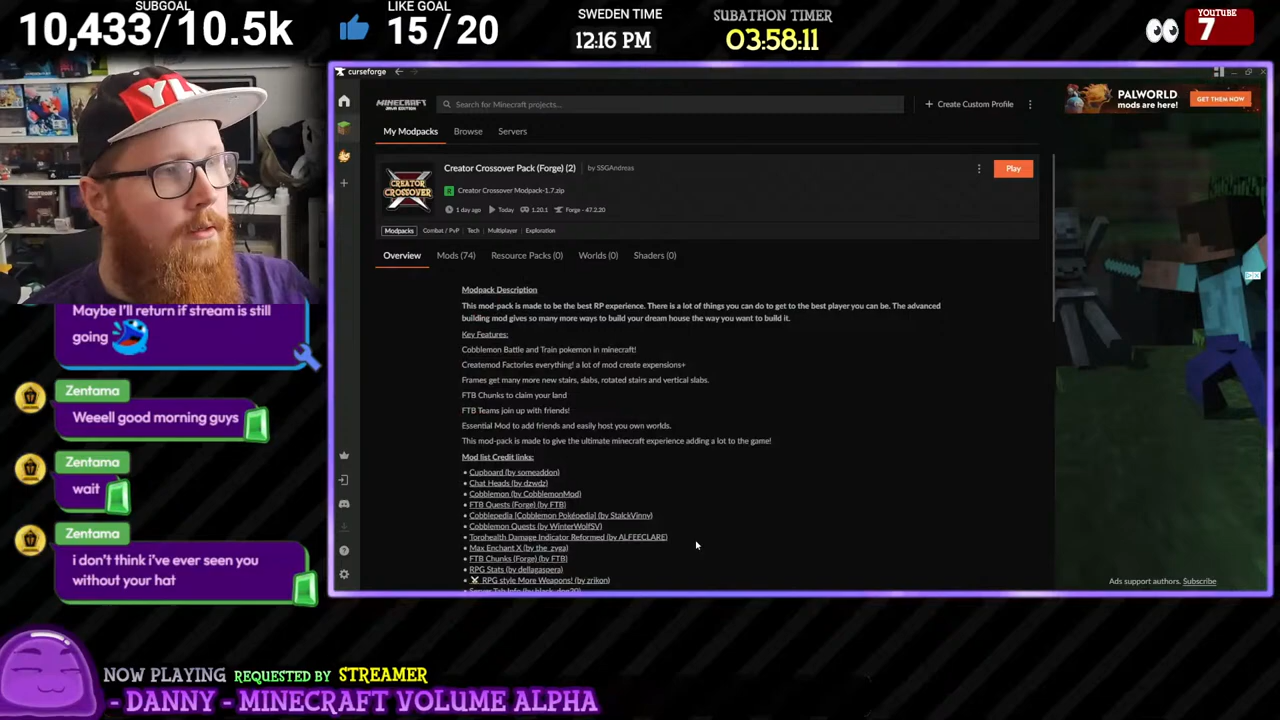 SUBGOAL
10,433/10.5k
LIKE GOAL
15/20
SWEDEN TIME
12:16 PM
SUBATHON TIMER
03:58:11
YOUTUBE
7
YL
Maybe I'll return if stream is still
going
Zentama
Weeell good morning guys
Zentama
wait
Zentama
i don't think i've ever seen you
without your hat
curseforge
MINECRAFT
JAVA EDITION
Search for Minecraft projects...
Create Custom Profile
PALWORLD
mods are here!
GET THEM NOW
My Modpacks
Browse
Servers
CREATOR
CROSSOVER
Creator Crossover Pack (Forge) (2)
by SSGAndreas
Play
R
Creator Crossover Modpack-1.7.zip
1 day ago
Today
1.20.1
Forge - 47.2.20
Modpacks
Combat / PvP
Tech
Multiplayer
Exploration
Overview
Mods (74)
Resource Packs (0)
Worlds (0)
Shaders (0)
Modpack Description
This mod-pack is made to be the best RP experience. There is a lot of things you can do to get to the best player you can be. The advanced
building mod gives so many more ways to build your dream house the way you want to build it.
Key Features:
Cobblemon Battle and Train pokemon in minecraft!
Createmod Factories everything! a lot of mod create expensions+
Frames get many more new stairs, slabs, rotated stairs and vertical slabs.
FTB Chunks to claim your land
FTB Teams join up with friends!
Essential Mod to add friends and easily host you own worlds.
This mod-pack is made to give the ultimate minecraft experience adding a lot to the game!
Mod list Credit links:
• Cupboard (by someaddon)
• Chat Heads (by dzwdz)
• Cobblemon (by CobblemonMod)
• FTB Quests (Forge) (by FTB)
• Cobblepedia [Cobblemon Poképedia] (by StalckVinny)
• Cobblemon Quests (by WinterWolfSV)
• Torohealth Damage Indicator Reformed (by ALFEECLARE)
• Max Enchant X (by the_zyga)
• FTB Chunks (Forge) (by FTB)
• RPG Stats (by dellagaspera)
• RPG style More Weapons! (by zrikon)
• Server Tab Info (by black_dog20)
Ads support authors. Subscribe
NOW PLAYING REQUESTED BY STREAMER
- DANNY - MINECRAFT VOLUME ALPHA